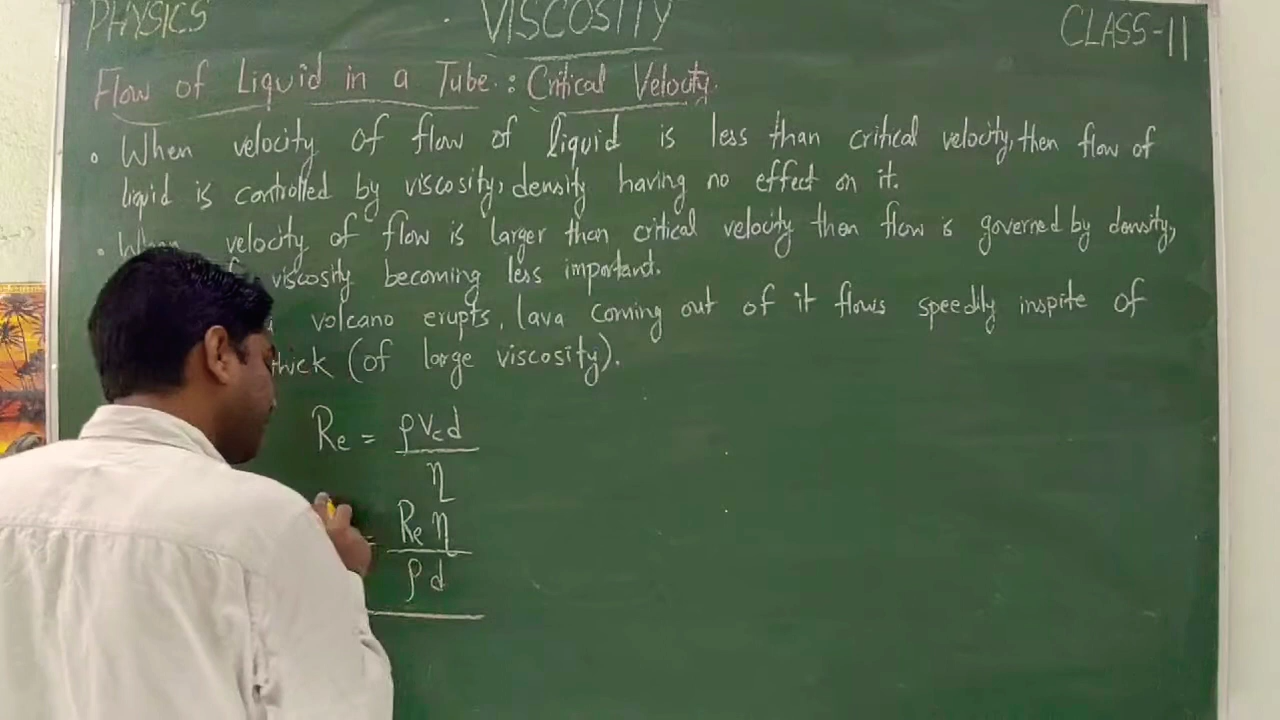 PHYSICS VISCOSITY CLASS-11
Flow of Liquid in a Tube : Critical Velocity.
• When velocity of flow of liquid is less than critical velocity, then flow of
liquid is controlled by viscosity, density having no effect on it.
• When velocity of flow is larger than critical velocity then flow is governed by density,
viscosity becoming less important.
volcano erupts, lava coming out of it flows speedily inspite of
thick (of large viscosity).
Re = ρVcd
η
= Re η
ρd